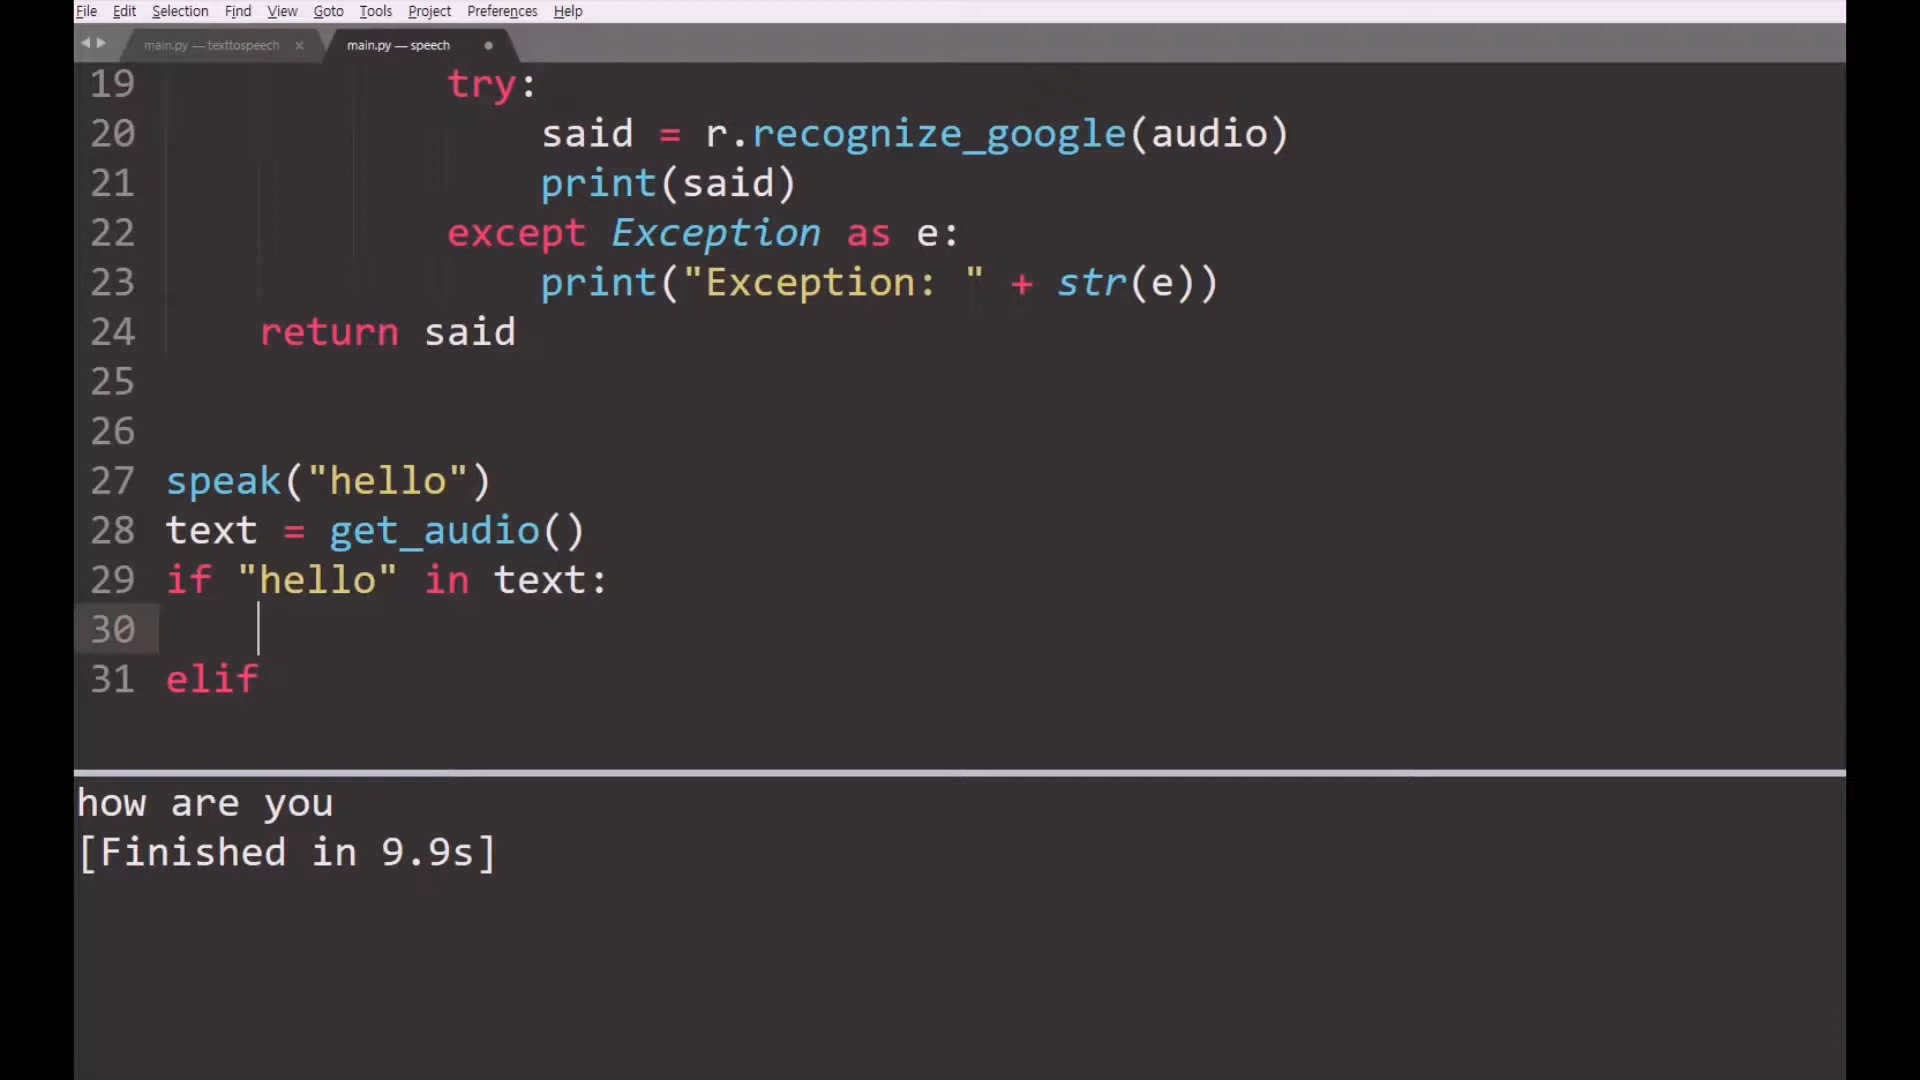 File Edit Selection Find View Goto Tools Project Preferences Help
main.py — texttospeech × main.py — speech
19 try:
20 said = r.recognize_google(audio)
21 print(said)
22 except Exception as e:
23 print("Exception: " + str(e))
24 return said
25
26
27 speak("hello")
28 text = get_audio()
29 if "hello" in text:
30
31 elif
how are you
[Finished in 9.9s]